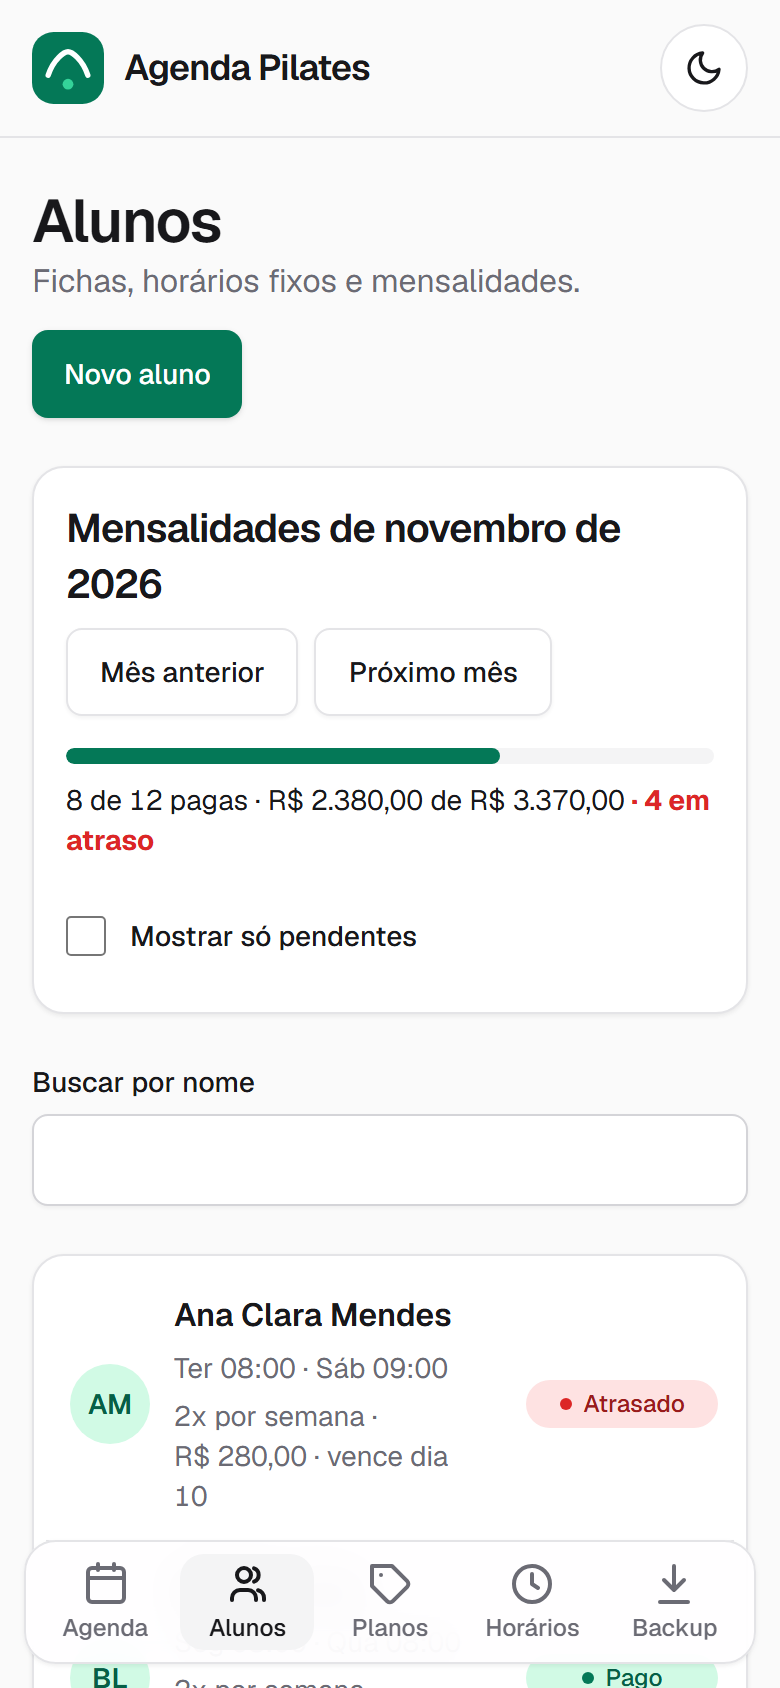 Agenda Pilates
Alunos
Fichas, horários fixos e mensalidades.
Novo aluno
Mensalidades de novembro de
2026
Mês anterior
Próximo mês
8 de 12 pagas · R$ 2.380,00 de R$ 3.370,00 · 4 em
atraso
Mostrar só pendentes
Buscar por nome
Ana Clara Mendes
Ter 08:00 · Sáb 09:00
AM
Atrasado
2x por semana ·
R$ 280,00 · vence dia
10
Agenda
Alunos
Planos
Horários
Backup
BL
2x por semana
Pago